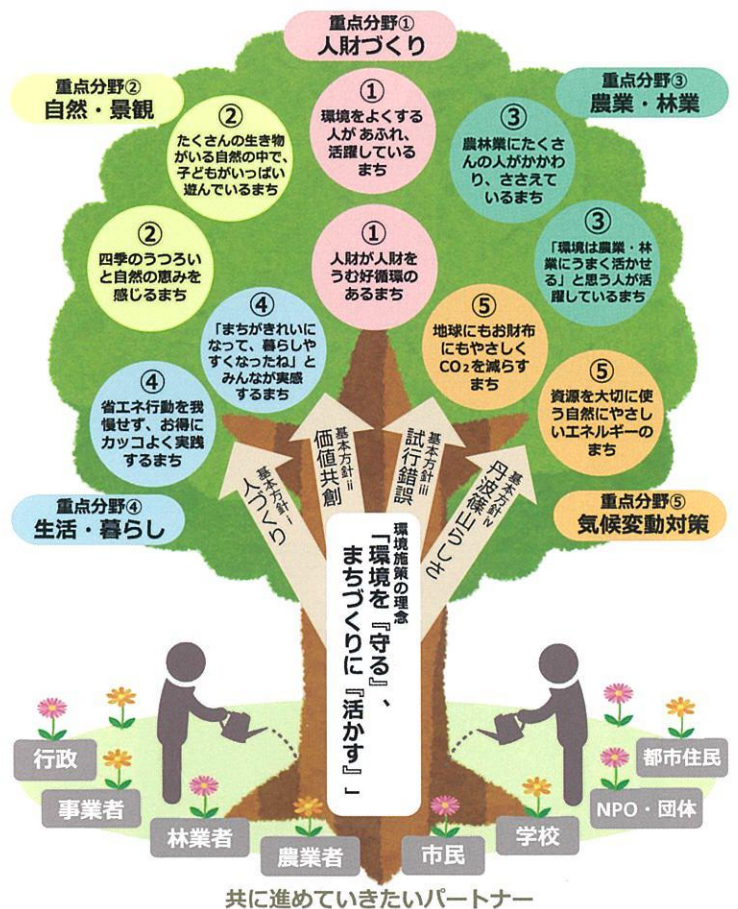 重点分野①
人財づくり
重点分野②
自然・景観
重点分野③
農業・林業
①
環境をよくする
人が あふれ、
活躍している
まち
②
たくさんの生き物
がいる自然の中で、
子どもがいっぱい
遊んでいるまち
③
農林業にたくさ
んの人がかかわ
り、ささえて
いるまち
②
四季のうつろい
と自然の恵みを
感じるまち
①
人財が人財を
うむ好循環の
あるまち
③
「環境は農業・林
業にうまく活かせ
る」と思う人が活
躍しているまち
④
「まちがきれいに
なって、暮らしや
すくなったね」と
みんなが実感
するまち
⑤
地球にもお財布
にもやさしく
CO₂を減らす
まち
④
省エネ行動を我
慢せず、お得に
カッコよく実践
するまち
⑤
資源を大切に使
う自然にやさし
いエネルギーの
まち
重点分野④
生活・暮らし
重点分野⑤
気候変動対策
基本方針ⅰ
人づくり
基本方針ⅱ
価値共創
基本方針ⅲ
試行錯誤
基本方針ⅳ
丹波篠山らしさ
環境施策の理念
「環境を『守る』、
まちづくりに『活かす』」
行政
事業者
林業者
農業者
市民
学校
NPO・団体
都市住民
共に進めていきたいパートナー